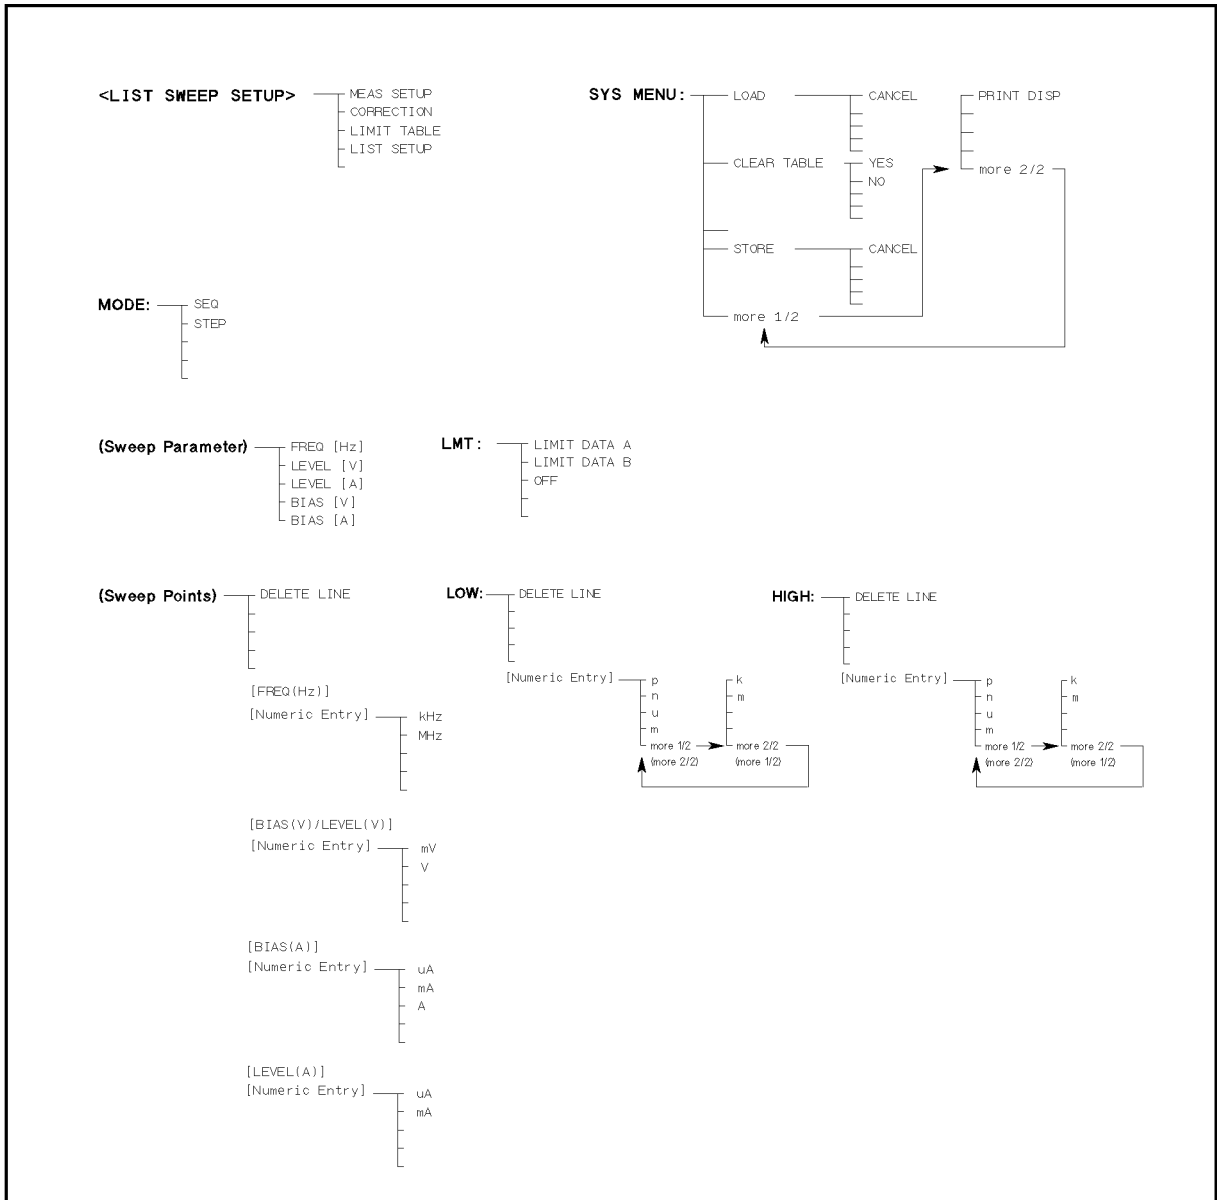 <LIST SWEEP SETUP>
MEAS SETUP
CORRECTION
LIMIT TABLE
LIST SETUP
SYS MENU:
LOAD
CANCEL
CLEAR TABLE
YES
NO
STORE
CANCEL
more 1/2
PRINT DISP
more 2/2
MODE:
SEQ
STEP
(Sweep Parameter)
FREQ [Hz]
LEVEL [V]
LEVEL [A]
BIAS [V]
BIAS [A]
LMT:
LIMIT DATA A
LIMIT DATA B
OFF
(Sweep Points)
DELETE LINE
[FREQ(Hz)]
[Numeric Entry]
kHz
MHz
[BIAS(V)/LEVEL(V)]
[Numeric Entry]
mV
V
[BIAS(A)]
[Numeric Entry]
uA
mA
A
[LEVEL(A)]
[Numeric Entry]
uA
mA
LOW:
DELETE LINE
[Numeric Entry]
p
n
u
m
more 1/2
(more 2/2)
k
m
more 2/2
(more 1/2)
HIGH:
DELETE LINE
[Numeric Entry]
p
n
u
m
more 1/2
(more 2/2)
k
m
more 2/2
(more 1/2)